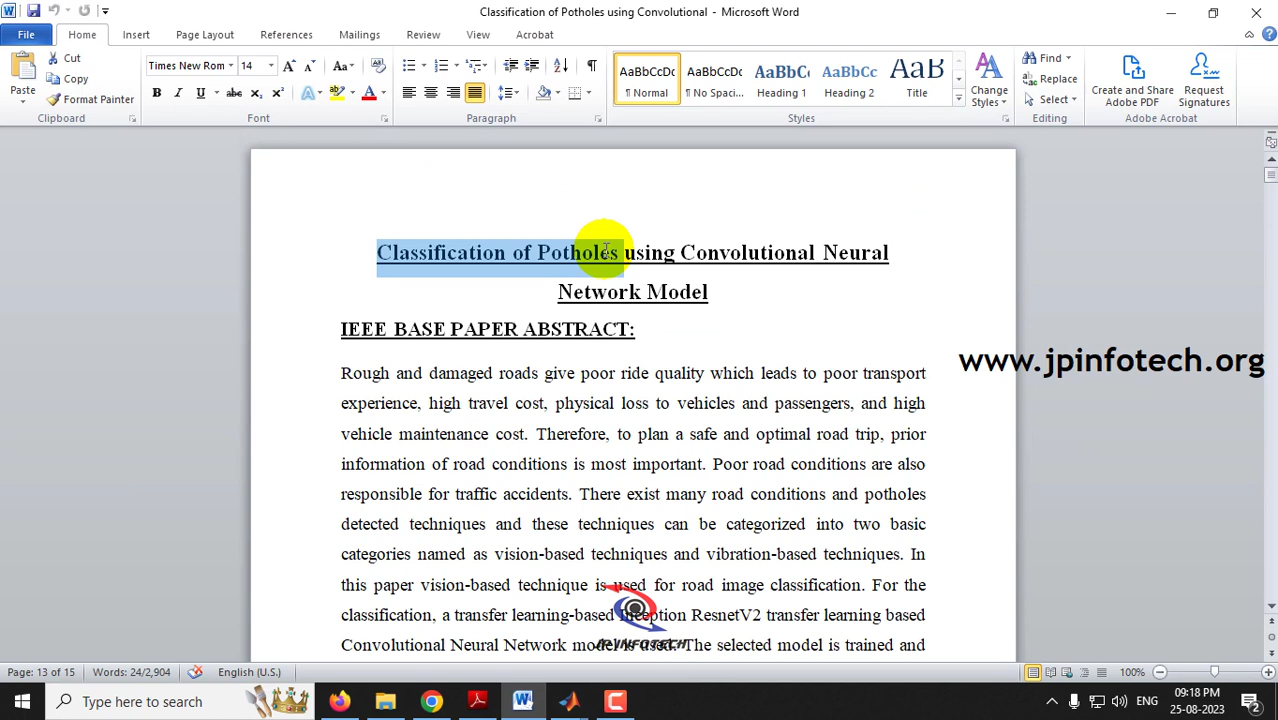 Classification of Potholes using Convolutional - Microsoft Word
File Home Insert Page Layout References Mailings Review View Acrobat
Paste
Cut
Copy
Format Painter
Clipboard
Times New Rom 14
Font
Paragraph
AaBbCcDc AaBbCcDc AaBbC AaBbCc AaB
¶ Normal ¶ No Spaci... Heading 1 Heading 2 Title
Change Styles
Styles
Find
Replace
Select
Editing
Create and Share Adobe PDF
Request Signatures
Adobe Acrobat
Classification of Potholes using Convolutional Neural
Network Model
IEEE BASE PAPER ABSTRACT:
Rough and damaged roads give poor ride quality which leads to poor transport
experience, high travel cost, physical loss to vehicles and passengers, and high
vehicle maintenance cost. Therefore, to plan a safe and optimal road trip, prior
information of road conditions is most important. Poor road conditions are also
responsible for traffic accidents. There exist many road conditions and potholes
detected techniques and these techniques can be categorized into two basic
categories named as vision-based techniques and vibration-based techniques. In
this paper vision-based technique is used for road image classification. For the
classification, a transfer learning-based Inception ResnetV2 transfer learning based
Convolutional Neural Network model is used. The selected model is trained and
www.jpinfotech.org
JPINFOTECH
Page: 13 of 15 Words: 24/2,904 English (U.S.) 100%
Type here to search
ENG
09:18 PM
25-08-2023
2